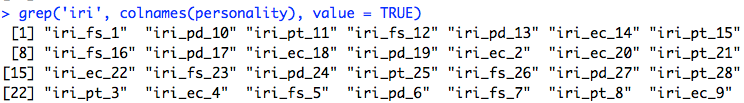 > grep('iri', colnames(personality), value = TRUE)
[1] "iri_fs_1" "iri_pd_10" "iri_pt_11" "iri_fs_12" "iri_pd_13" "iri_ec_14" "iri_pt_15"
[8] "iri_fs_16" "iri_pd_17" "iri_ec_18" "iri_pd_19" "iri_ec_2" "iri_ec_20" "iri_pt_21"
[15] "iri_ec_22" "iri_fs_23" "iri_pd_24" "iri_pt_25" "iri_fs_26" "iri_pd_27" "iri_pt_28"
[22] "iri_pt_3" "iri_ec_4" "iri_fs_5" "iri_pd_6" "iri_fs_7" "iri_pt_8" "iri_ec_9"